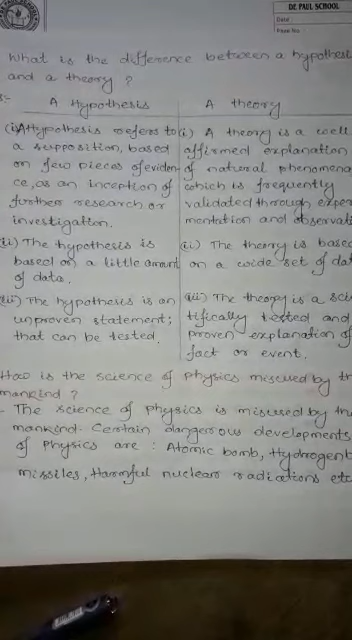 DE PAUL SCHOOL
Date
Page No.
What is the difference between a hypothesi
and a theory ?
A Hypothesis
A theory
(i) A Hypothesis refers to
a supposition, based
on few pieces of eviden-
ce, as an inception of
further research or
investigation.
(ii) The hypothesis is
based on a little amount
of data.
(iii) The hypothesis is an
unproven statement;
that can be tested.
(i) A theory is a well
affirmed explanation
of natural phenomena
which is frequently
validated through exper
mentation and observati
(ii) The theory is based
on a wide set of dat
(iii) The theory is a scie
tifically tested and
proven explanation of
fact or event.
How is the science of physics miscused by th
mankind ?
- The science of Physics is misused by the
mankind. Certain dangerous developments
of Physics are : Atomic bomb, Hydrogent
missiles, Harmful nuclear radiations etc